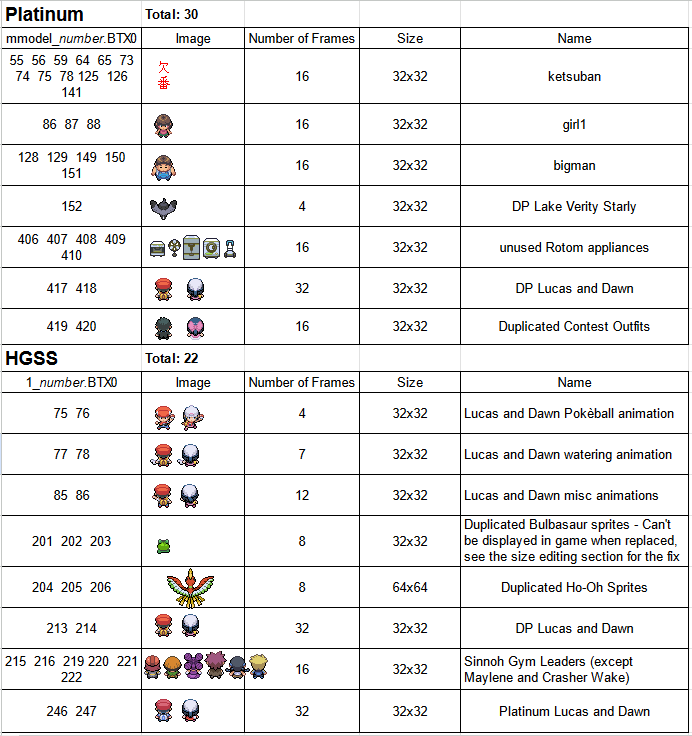 Platinum Total: 30
mmodel_number.BTX0 Image Number of Frames Size Name
55 56 59 64 65 73
74 75 78 125 126
141
欠
番
16 32x32 ketsuban
86 87 88 16 32x32 girl1
128 129 149 150
151
16 32x32 bigman
152 4 32x32 DP Lake Verity Starly
406 407 408 409
410
16 32x32 unused Rotom appliances
417 418 32 32x32 DP Lucas and Dawn
419 420 16 32x32 Duplicated Contest Outfits
HGSS Total: 22
1_number.BTX0 Image Number of Frames Size Name
75 76 4 32x32 Lucas and Dawn Pokèball animation
77 78 7 32x32 Lucas and Dawn watering animation
85 86 12 32x32 Lucas and Dawn misc animations
201 202 203 8 32x32
Duplicated Bulbasaur sprites - Can't
be displayed in game when replaced,
see the size editing section for the fix
204 205 206 8 64x64 Duplicated Ho-Oh Sprites
213 214 32 32x32 DP Lucas and Dawn
215 216 219 220 221
222
16 32x32
Sinnoh Gym Leaders (except
Maylene and Crasher Wake)
246 247 32 32x32 Platinum Lucas and Dawn